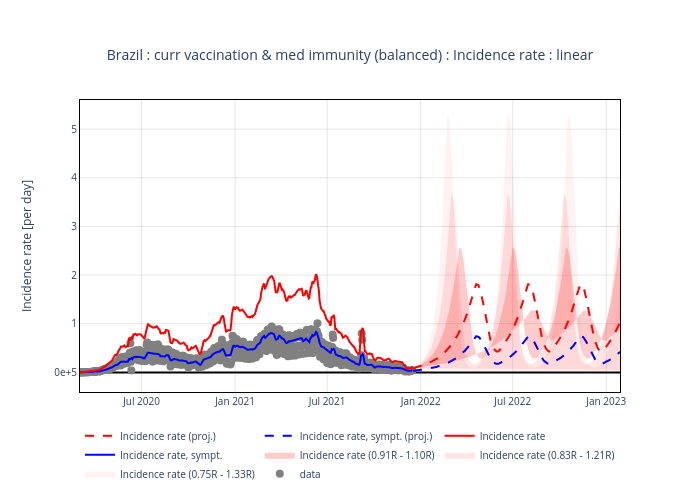 Brazil : curr vaccination & med immunity (balanced) : Incidence rate : linear
Incidence rate [per day]
5
4
3
2
1
0e+5
Jul 2020
Jan 2021
Jul 2021
Jan 2022
Jul 2022
Jan 2023
Incidence rate (proj.)
Incidence rate, sympt. (proj.)
Incidence rate
Incidence rate, sympt.
Incidence rate (0.91R - 1.10R)
Incidence rate (0.83R - 1.21R)
Incidence rate (0.75R - 1.33R)
data